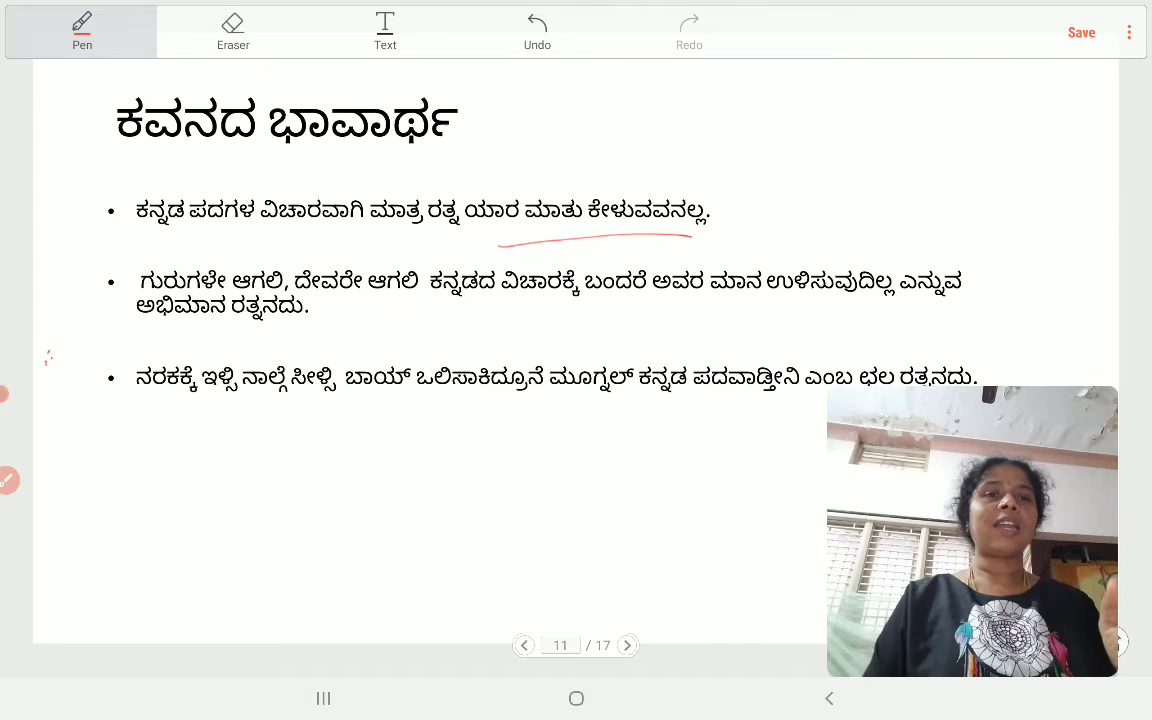 Pen
Eraser
Text
Undo
Redo
Save
ಕವನದ ಭಾವಾರ್ಥ
• ಕನ್ನಡ ಪದಗಳ ವಿಚಾರವಾಗಿ ಮಾತ್ರ ರತ್ನ ಯಾರ ಮಾತು ಕೇಳುವವನಲ್ಲ.
• ಗುರುಗಳೇ ಆಗಲಿ, ದೇವರೇ ಆಗಲಿ ಕನ್ನಡದ ವಿಚಾರಕ್ಕೆ ಬಂದರೆ ಅವರ ಮಾನ ಉಳಿಸುವುದಿಲ್ಲ ಎನ್ನುವ
ಅಭಿಮಾನ ರತ್ನನದು.
• ನರಕಕ್ಕೆ ಇಳ್ಸಿ ನಾಲ್ಗೆ ಸೀಳ್ಸಿ ಬಾಯ್ ಒಲಿಸಾಕಿದ್ರೂನೆ ಮೂಗ್ನಲ್ ಕನ್ನಡ ಪದವಾಡ್ತೀನಿ ಎಂಬ ಛಲ ರತ್ನನದು.
11 / 17